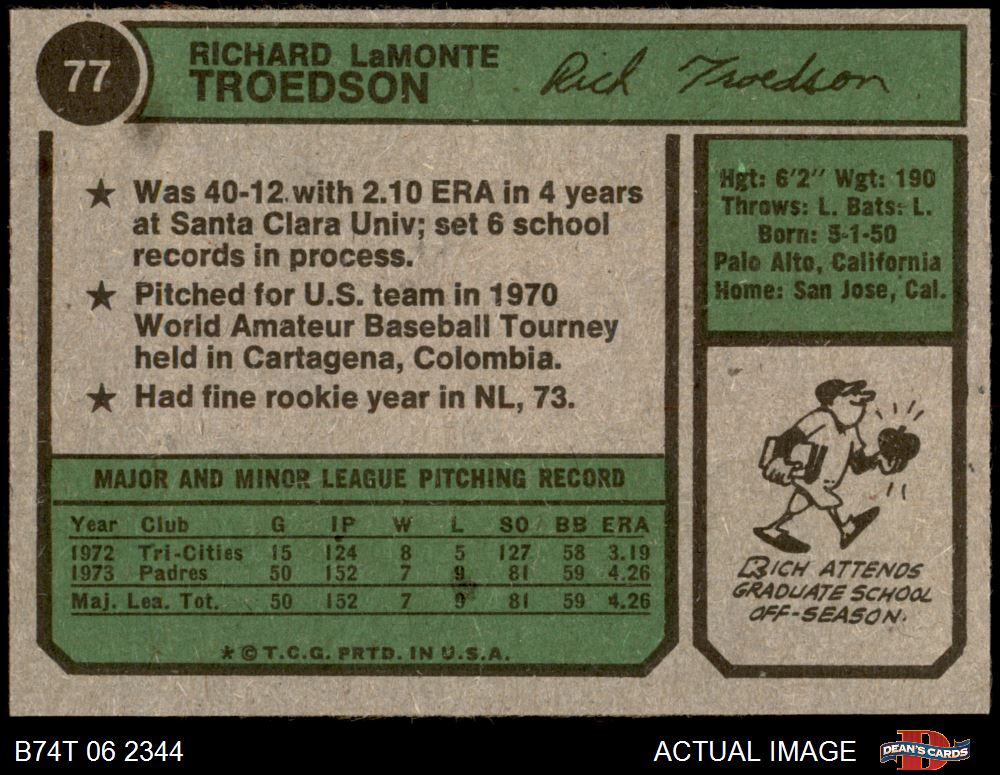 77
RICHARD LaMONTE
TROEDSON
Rich Troedson
★ Was 40-12 with 2.10 ERA in 4 years
at Santa Clara Univ; set 6 school
records in process.
★ Pitched for U.S. team in 1970
World Amateur Baseball Tourney
held in Cartagena, Colombia.
★ Had fine rookie year in NL, 73.
Hgt: 6'2" Wgt: 190
Throws: L. Bats: L.
Born: 5-1-50
Palo Alto, California
Home: San Jose, Cal.
MAJOR AND MINOR LEAGUE PITCHING RECORD
Year Club G IP W L SO BB ERA
1972 Tri-Cities 15 124 8 5 127 58 3.19
1973 Padres 50 152 7 9 81 59 4.26
Maj. Lea. Tot. 50 152 7 9 81 59 4.26
★ © T.C.G. PRTD. IN U.S.A.
RICH ATTENDS
GRADUATE SCHOOL
OFF-SEASON.
B74T 06 2344
ACTUAL IMAGE
D
DEAN'S CARDS